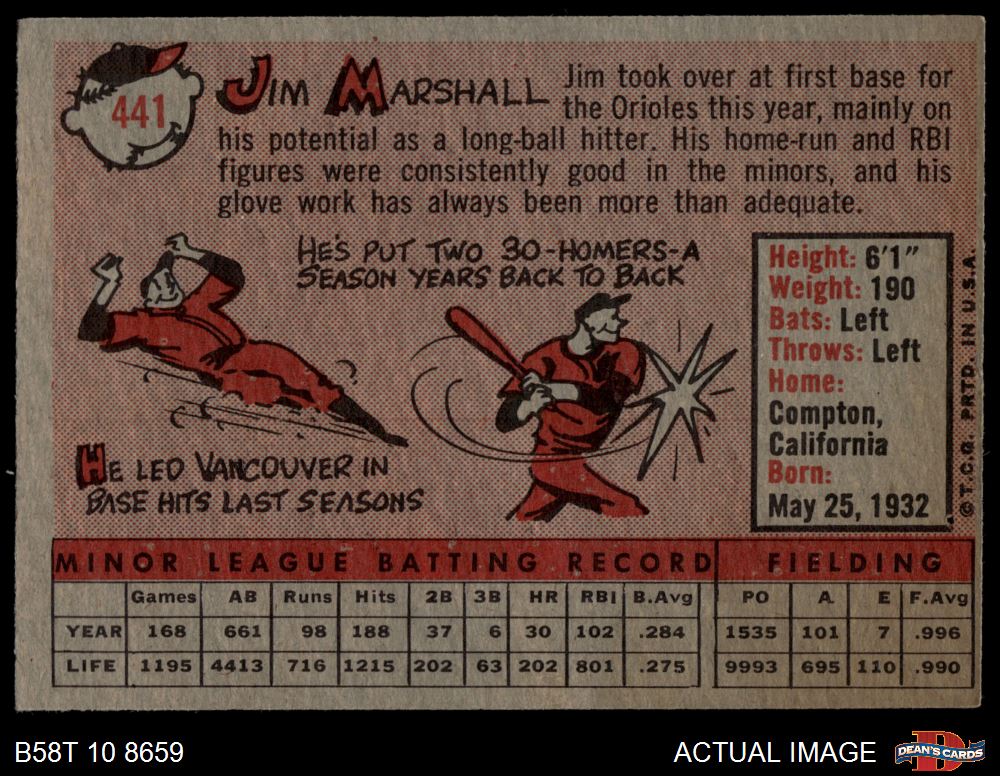 441
JIM MARSHALL
Jim took over at first base for
the Orioles this year, mainly on
his potential as a long-ball hitter. His home-run and RBI
figures were consistently good in the minors, and his
glove work has always been more than adequate.
HE'S PUT TWO 30-HOMERS-A
SEASON YEARS BACK TO BACK
HE LED VANCOUVER IN
BASE HITS LAST SEASONS
Height: 6'1"
Weight: 190
Bats: Left
Throws: Left
Home:
Compton,
California
Born:
May 25, 1932
© T.C.G. PRTD. IN U.S.A.
MINOR LEAGUE BATTING RECORD FIELDING
Games AB Runs Hits 2B 3B HR RBI B.Avg PO A E F.Avg
YEAR 168 661 98 188 37 6 30 102 .284 1535 101 7 .996
LIFE 1195 4413 716 1215 202 63 202 801 .275 9993 695 110 .990
B58T 10 8659
ACTUAL IMAGE
DEAN'S CARDS